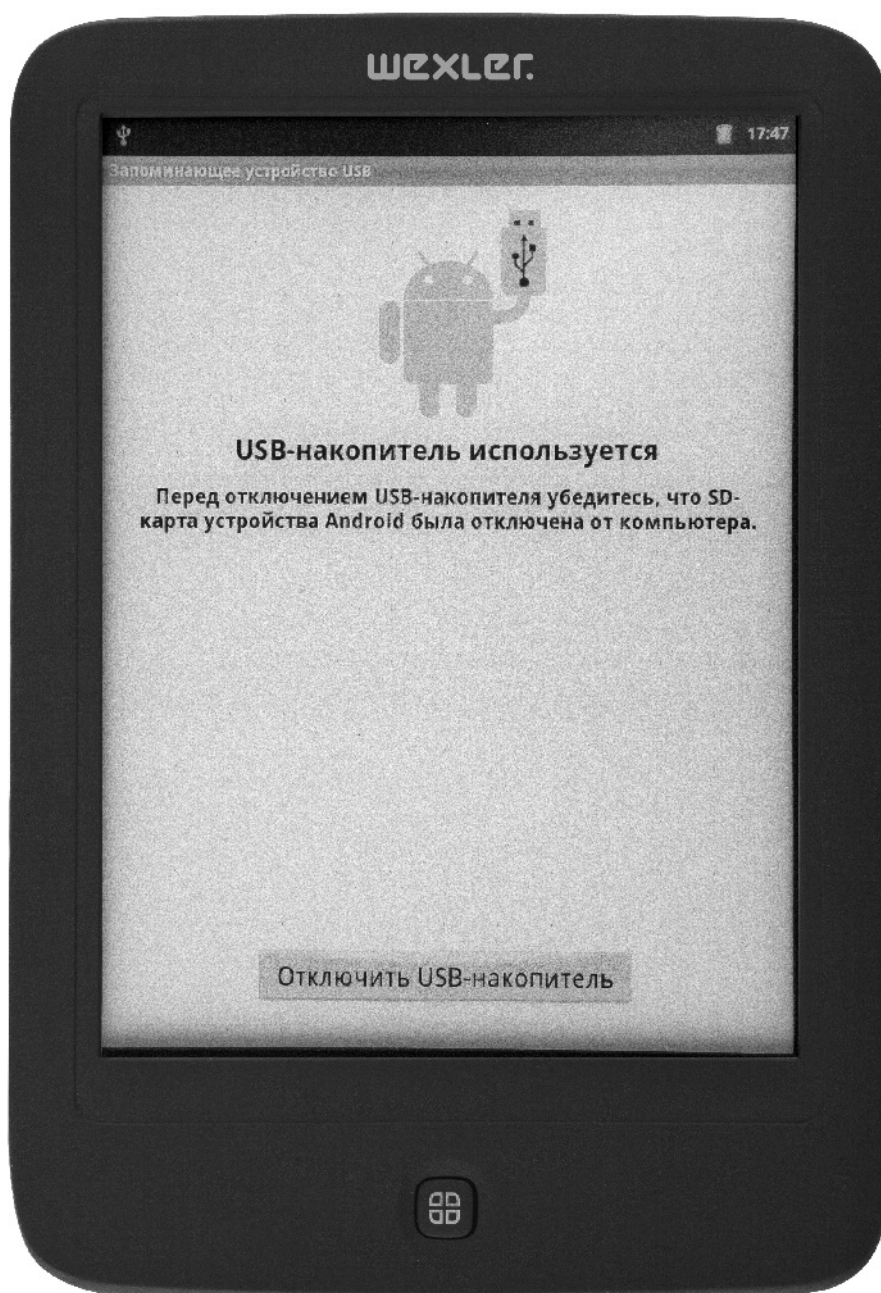 wexler.
17:47
Запоминающее устройство USB
USB-накопитель используется
Перед отключением USB-накопителя убедитесь, что SD-
карта устройства Android была отключена от компьютера.
Отключить USB-накопитель